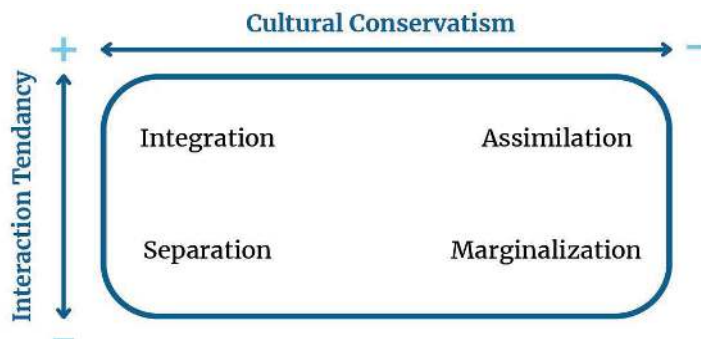 Cultural Conservatism
+ −
Interaction Tendancy
Integration Assimilation
Separation Marginalization
−